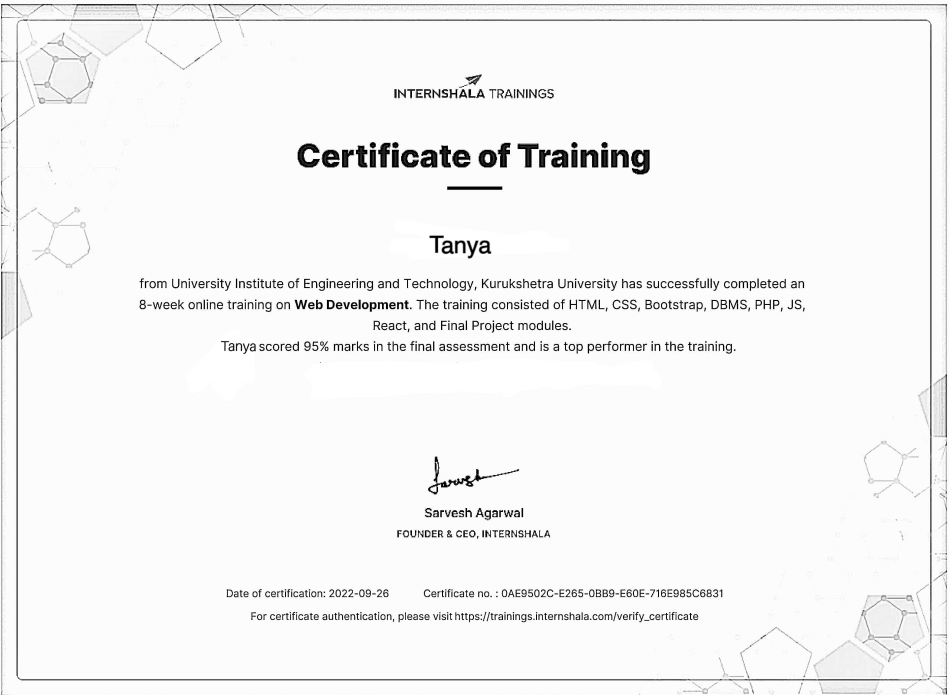 INTERNSHALA TRAININGS
Certificate of Training
Tanya
from University Institute of Engineering and Technology, Kurukshetra University has successfully completed an
8-week online training on Web Development. The training consisted of HTML, CSS, Bootstrap, DBMS, PHP, JS,
React, and Final Project modules.
Tanya scored 95% marks in the final assessment and is a top performer in the training.
Sarvesh
Sarvesh Agarwal
FOUNDER & CEO, INTERNSHALA
Date of certification: 2022-09-26 Certificate no. : 0AE9502C-E265-0BB9-E60E-716E985C6831
For certificate authentication, please visit https://trainings.internshala.com/verify_certificate